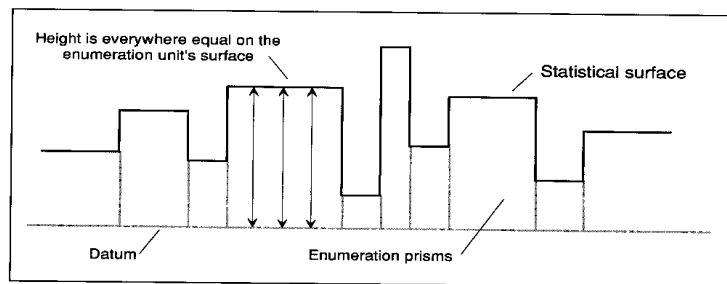 Height is everywhere equal on the
enumeration unit's surface
Statistical surface
Datum
Enumeration prisms